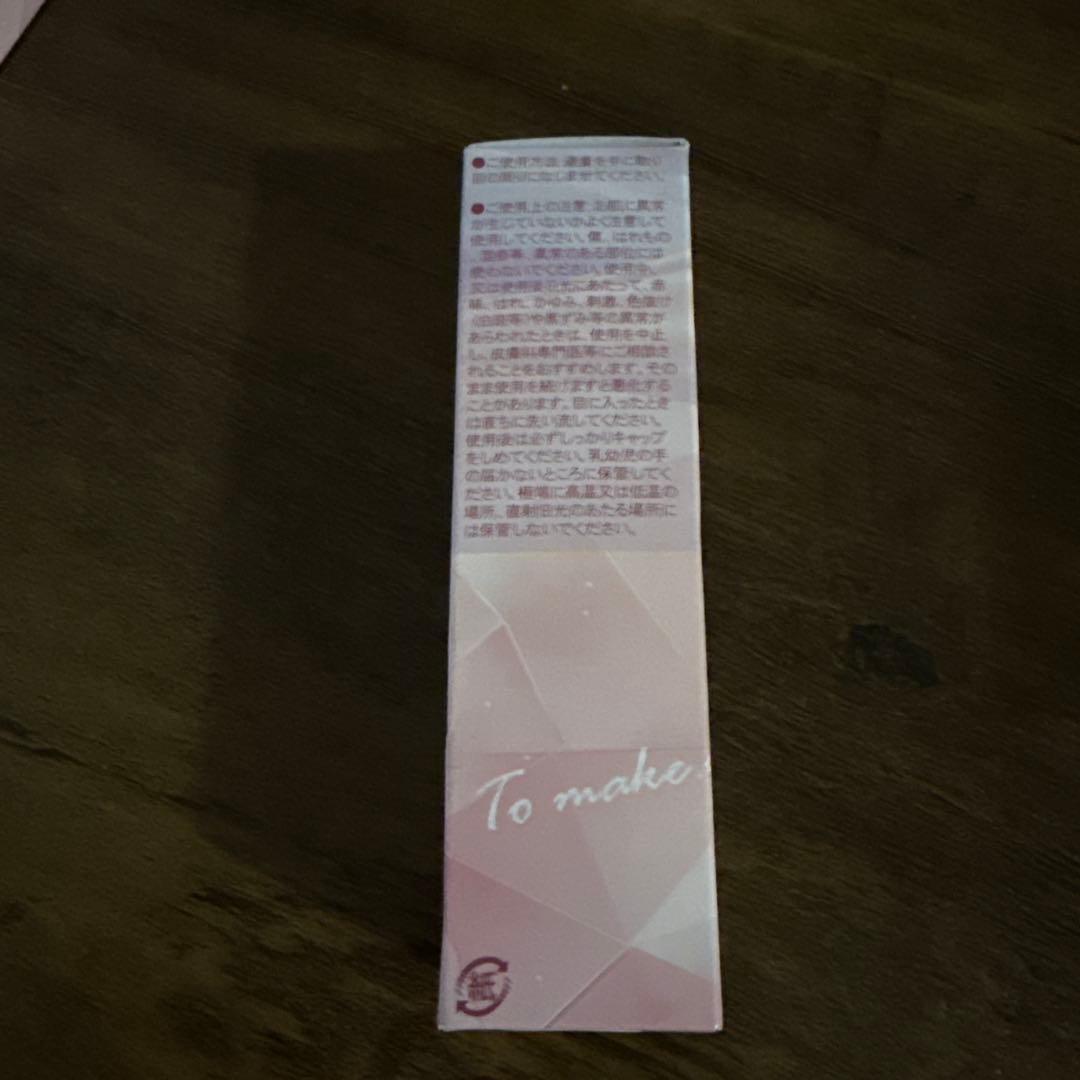 ●ご使用方法:適量を手に取り
目の周りになじませてください。
●ご使用上の注意:お肌に異常
が生じていないかよく注意して
使用してください。傷、はれもの
、湿疹等、異常のある部位には
使わないでください。使用中、
又は使用後日光にあたって、赤
味、はれ、かゆみ、刺激、色抜け
(白斑等)や黒ずみ等の異常が
あらわれたときは、使用を中止
し、皮膚科専門医等にご相談さ
れることをおすすめします。その
まま使用を続けますと悪化する
ことがあります。目に入ったとき
は直ちに洗い流してください。
使用後は必ずしっかりキャップ
をしめてください。乳幼児の手
の届かないところに保管してく
ださい。極端に高温又は低温の
場所、直射日光のあたる場所に
は保管しないでください。
To make